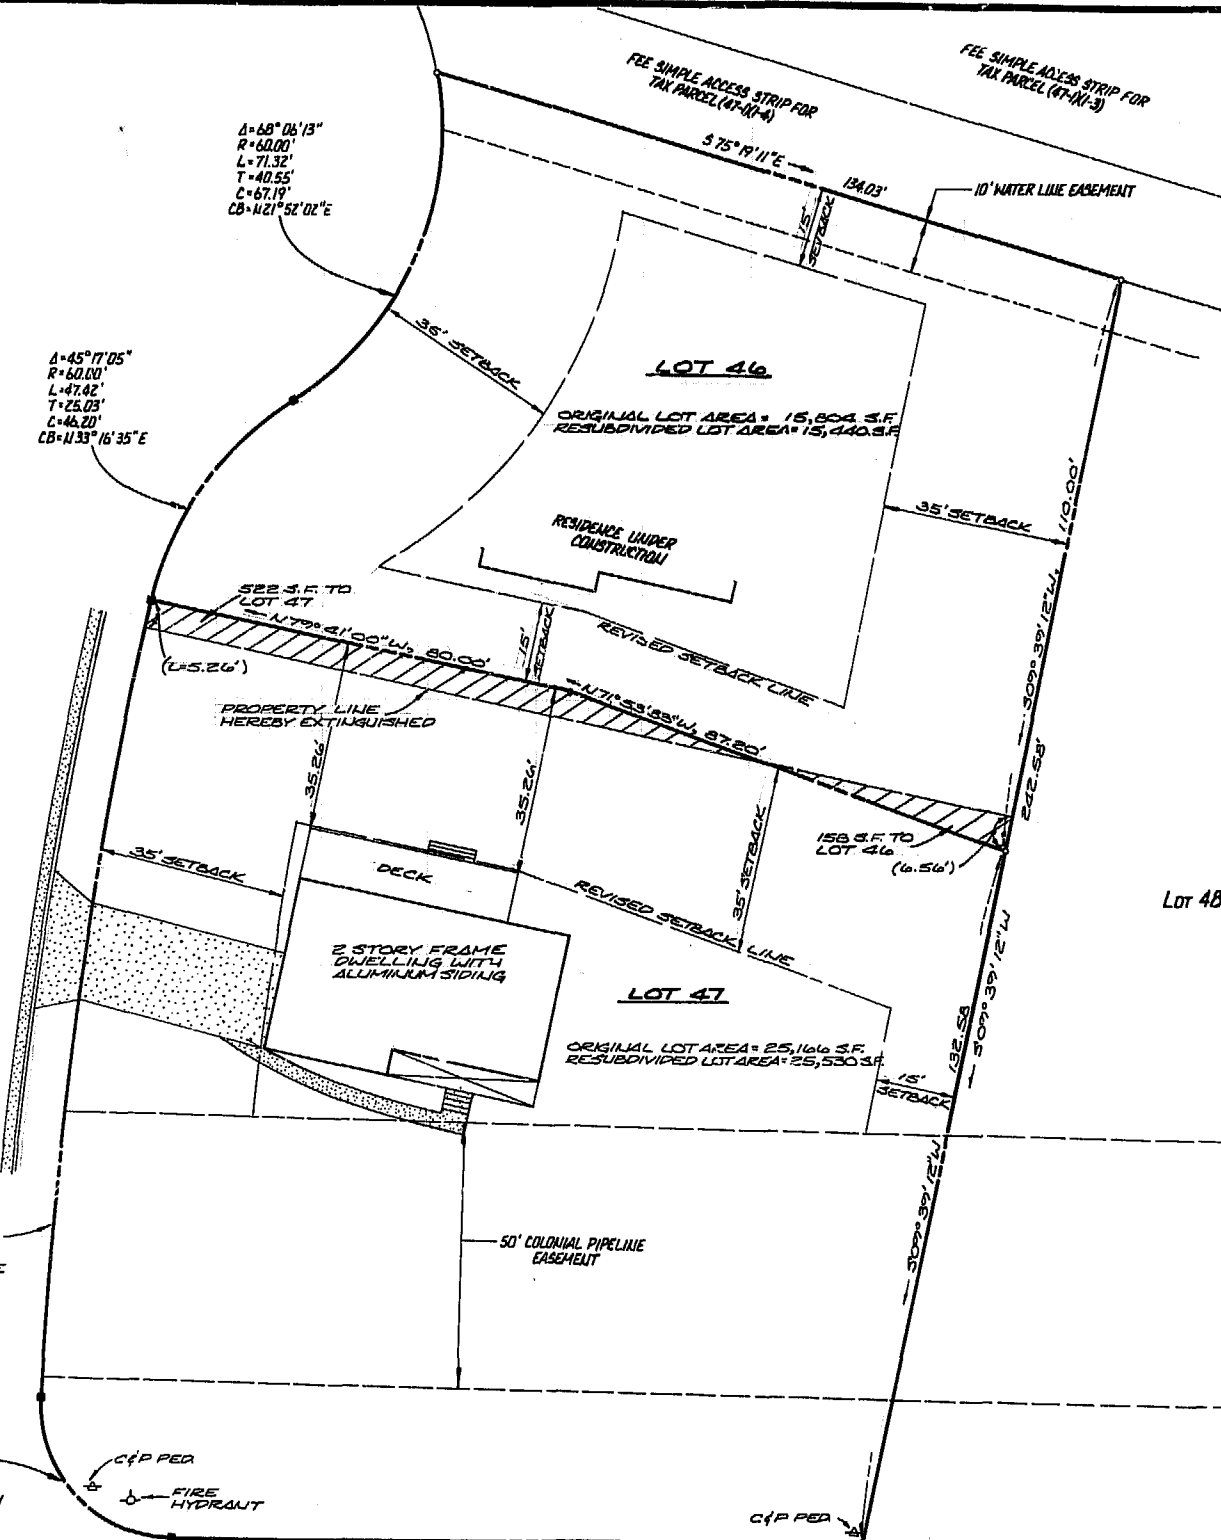 FEE SIMPLE ACCESS STRIP FOR
TAX PARCEL (47-1)(1-4)
FEE SIMPLE ACCESS STRIP FOR
TAX PARCEL (47-1)(1-3)
S 75° 19' 11" E
134.03'
10' WATER LINE EASEMENT
15'
SETBACK
Δ=68° 06' 13"
R=60.00'
L=71.32'
T=40.55'
C=67.19'
CB=N21° 52' 02" E
36' SETBACK
Δ=45° 17' 05"
R=60.00'
L=47.42'
T=25.03'
C=46.20'
CB=N33° 16' 35" E
LOT 46
ORIGINAL LOT AREA= 15,804 S.F.
RESUBDIVIDED LOT AREA= 15,440 S.F.
35' SETBACK
110.00'
S09° 39' 12" W,
242.58'
RESIDENCE UNDER
CONSTRUCTION
522 S.F. TO
LOT 47
N79° 41' 00" W, 80.00'
15'
SETBACK
REVISED SETBACK LINE
(L=5.26')
PROPERTY LINE
HEREBY EXTINGUISHED
N71° 53' 53" W, 87.20'
35.26'
35.26'
35' SETBACK
158 S.F. TO
LOT 46
(6.56')
LOT 48
35' SETBACK
DECK
REVISED SETBACK LINE
2 STORY FRAME
DWELLING WITH
ALUMINUM SIDING
LOT 47
ORIGINAL LOT AREA= 25,166 S.F.
RESUBDIVIDED LOT AREA= 25,530 S.F.
15'
SETBACK
132.58
S09° 39' 12" W
S09° 39' 12" W
50' COLONIAL PIPELINE
EASEMENT
E
C&P PED.
FIRE
HYDRANT
C&P PED.